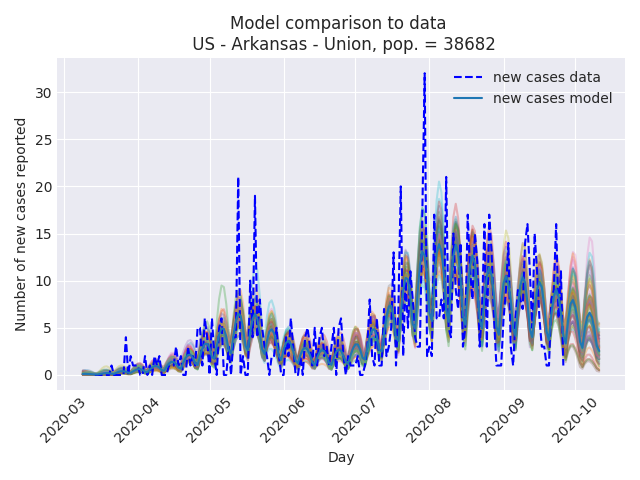 Model comparison to data
US - Arkansas - Union, pop. = 38682
new cases data
new cases model
Number of new cases reported
30
25
20
15
10
5
0
2020-03
2020-04
2020-05
2020-06
2020-07
2020-08
2020-09
2020-10
Day